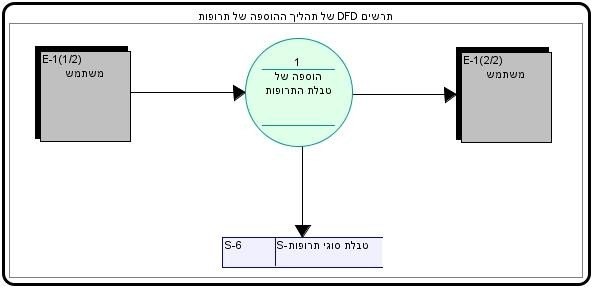 תרשים DFD של תהליך ההוספה של תרופות
E-1(1/2)
משתמש
1
הוספה של
טבלת התרופות
E-1(2/2)
משתמש
S-6
טבלת סוגי תרופות-S